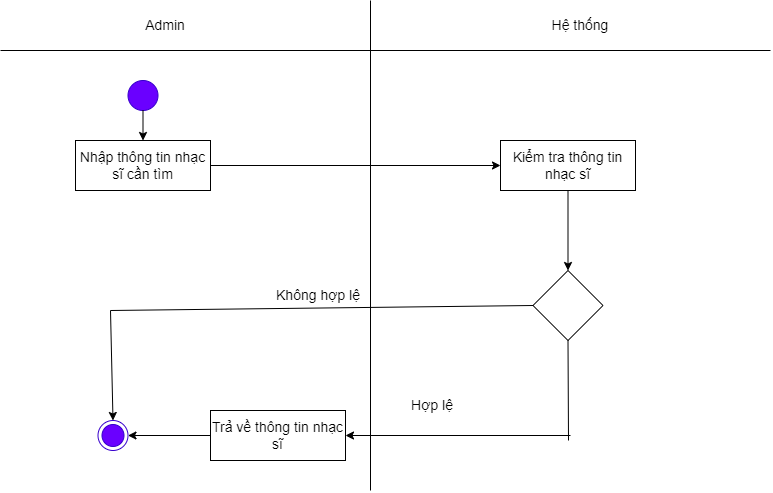 Admin
Hệ thống
Nhập thông tin nhạc
sĩ cần tìm
Kiểm tra thông tin
nhạc sĩ
Không hợp lệ
Hợp lệ
Trả về thông tin nhạc
sĩ